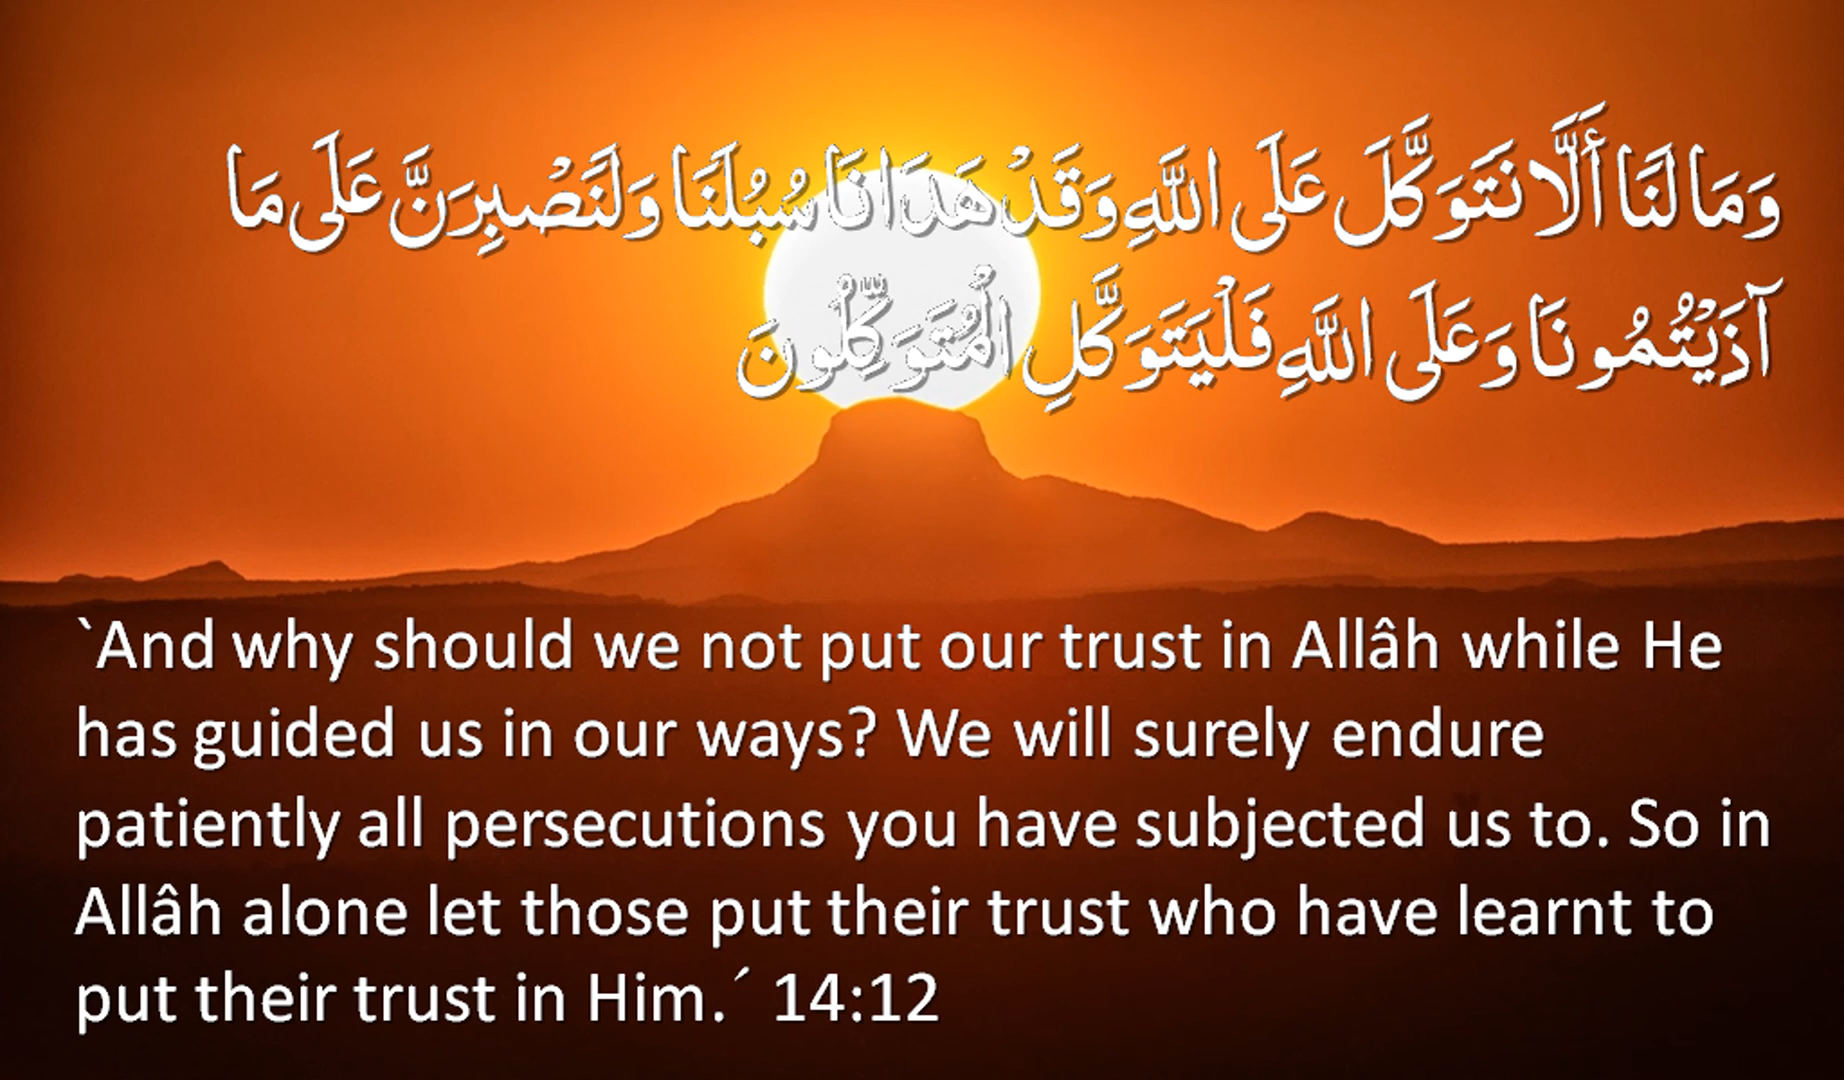 وَمَا لَنَا أَلَّا نَتَوَكَّلَ عَلَى اللَّهِ وَقَدْ هَدَانَا سُبُلَنَا وَلَنَصْبِرَنَّ عَلَى مَا
آذَيْتُمُونَا وَعَلَى اللَّهِ فَلْيَتَوَكَّلِ الْمُتَوَكِّلُونَ
`And why should we not put our trust in Allâh while He
has guided us in our ways? We will surely endure
patiently all persecutions you have subjected us to. So in
Allâh alone let those put their trust who have learnt to
put their trust in Him.´ 14:12